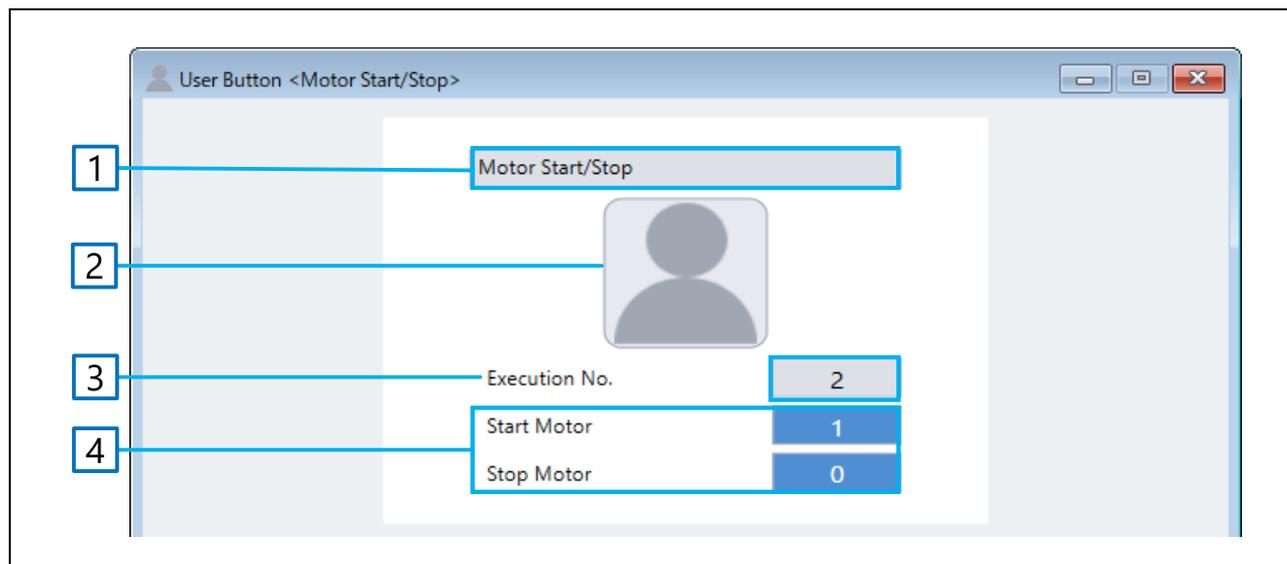 User Button <Motor Start/Stop>
1
Motor Start/Stop
2
3
Execution No.
2
4
Start Motor
1
Stop Motor
0